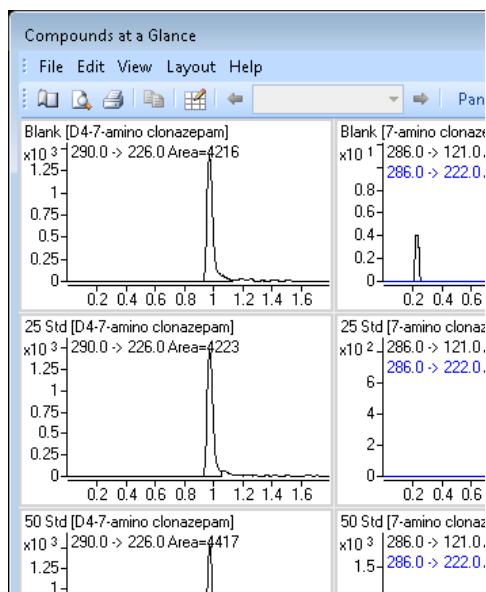 Compounds at a Glance
File Edit View Layout Help
Pan
Blank [D4-7-amino clonazepam]
x10 3 290.0 -> 226.0 Area=4216
1.25
1
0.75
0.5
0.25
0
0.2 0.4 0.6 0.8 1 1.2 1.4 1.6
Blank [7-amino clonaze
x10 1 286.0 -> 121.0
286.0 -> 222.0
0.8
0.6
0.4
0.2
0
0.2 0.4 0.6
25 Std [D4-7-amino clonazepam]
x10 3 290.0 -> 226.0 Area=4223
1.25
1
0.75
0.5
0.25
0
0.2 0.4 0.6 0.8 1 1.2 1.4 1.6
25 Std [7-amino clonaz
x10 2 286.0 -> 121.0
286.0 -> 222.0
6
4
2
0
0.2 0.4 0.6
50 Std [D4-7-amino clonazepam]
x10 3 290.0 -> 226.0 Area=4417
1.25
1
50 Std [7-amino clonaz
x10 3 286.0 -> 121.0
1.5 286.0 -> 222.0